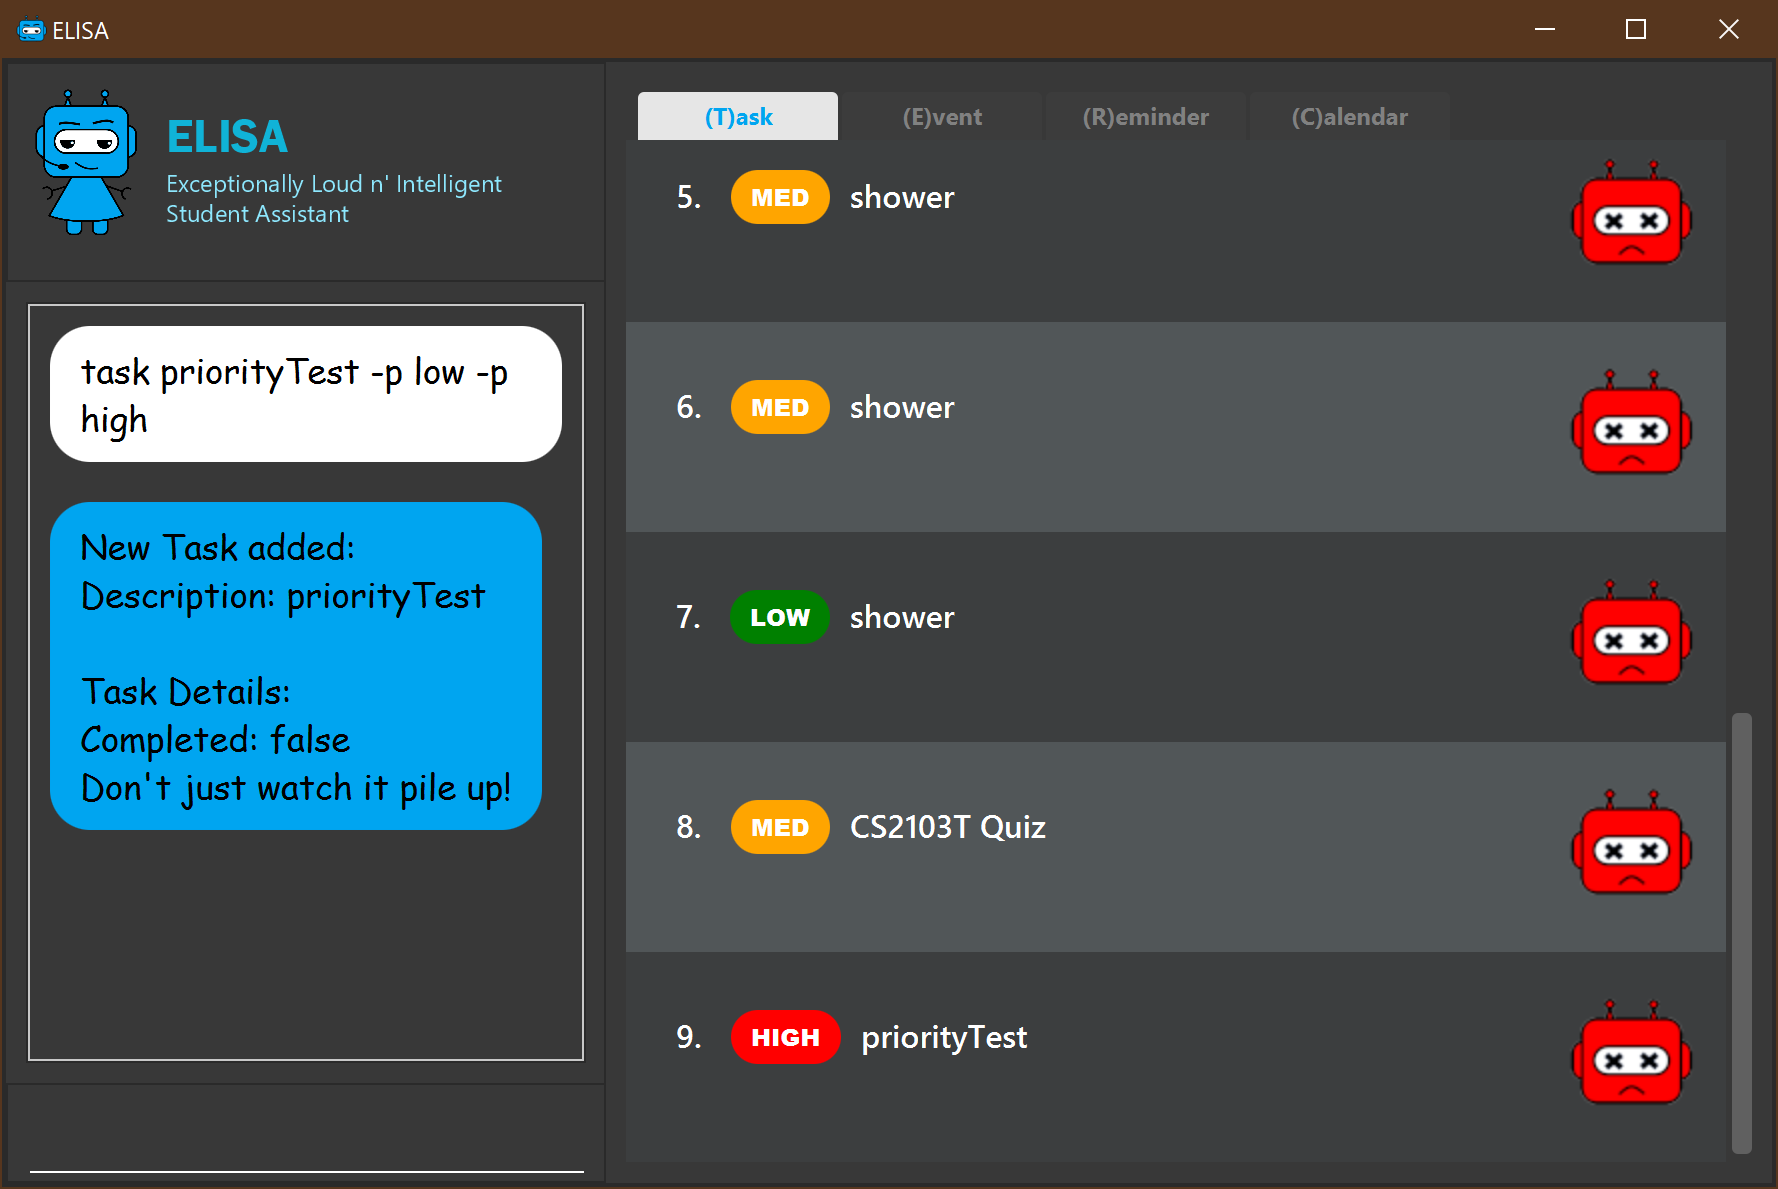 ELISA
ELISA
Exceptionally Loud n' Intelligent
Student Assistant
task priorityTest -p low -p
high
New Task added:
Description: priorityTest
Task Details:
Completed: false
Don't just watch it pile up!
(T)ask (E)vent (R)eminder (C)alendar
5. MED shower
6. MED shower
7. LOW shower
8. MED CS2103T Quiz
9. HIGH priorityTest